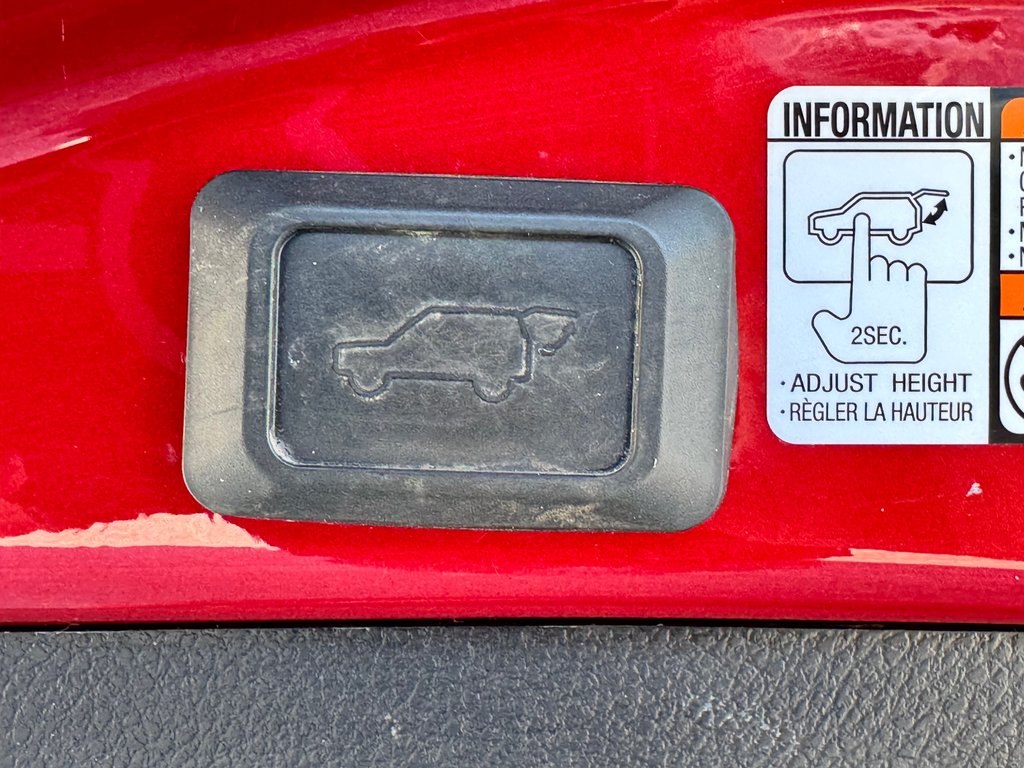 INFORMATION
2SEC.
· ADJUST HEIGHT
· RÈGLER LA HAUTEUR